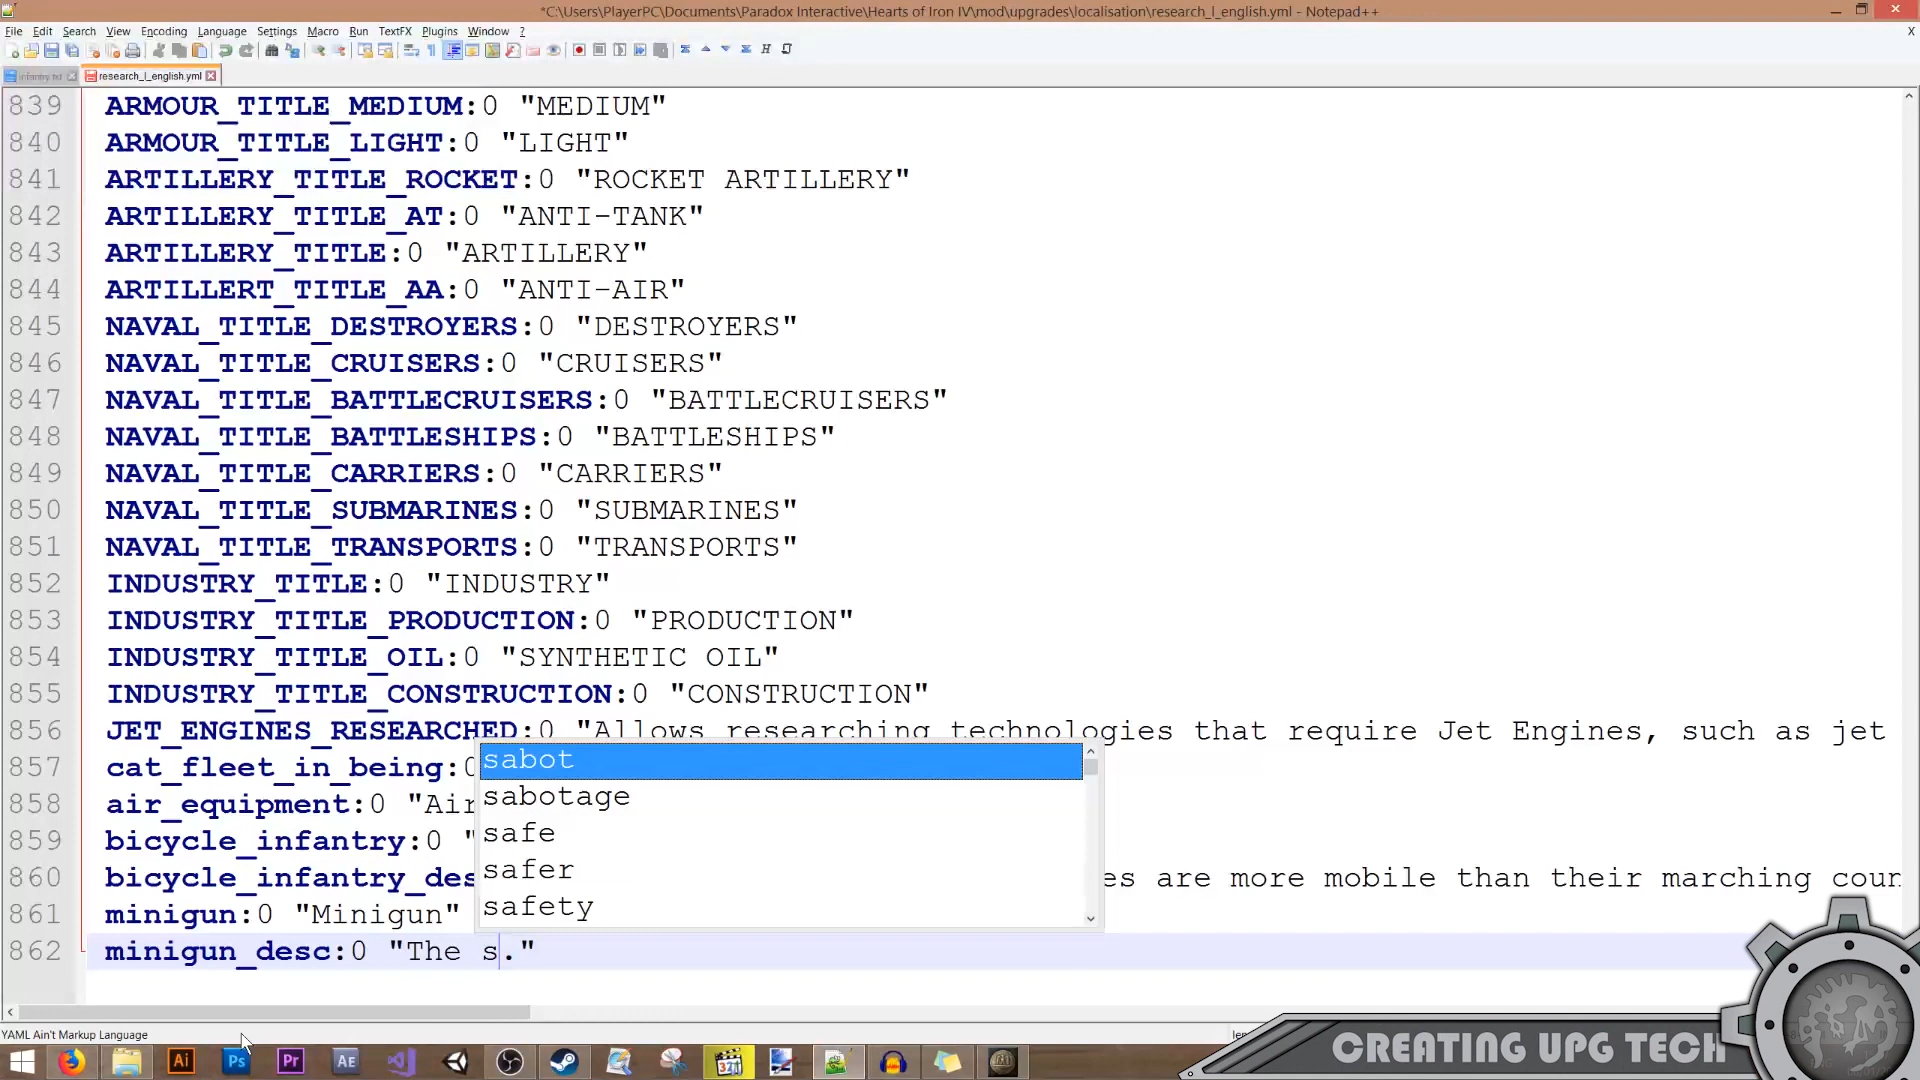 *C:\Users\PlayerPC\Documents\Paradox Interactive\Hearts of Iron IV\mod\upgrades\localisation\research_l_english.yml - Notepad++
File Edit Search View Encoding Language Settings Macro Run TextFX Plugins Window ?
X
infantry.txt research_l_english.yml
839 ARMOUR_TITLE_MEDIUM:0 "MEDIUM"
840 ARMOUR_TITLE_LIGHT:0 "LIGHT"
841 ARTILLERY_TITLE_ROCKET:0 "ROCKET ARTILLERY"
842 ARTILLERY_TITLE_AT:0 "ANTI-TANK"
843 ARTILLERY_TITLE:0 "ARTILLERY"
844 ARTILLERT_TITLE_AA:0 "ANTI-AIR"
845 NAVAL_TITLE_DESTROYERS:0 "DESTROYERS"
846 NAVAL_TITLE_CRUISERS:0 "CRUISERS"
847 NAVAL_TITLE_BATTLECRUISERS:0 "BATTLECRUISERS"
848 NAVAL_TITLE_BATTLESHIPS:0 "BATTLESHIPS"
849 NAVAL_TITLE_CARRIERS:0 "CARRIERS"
850 NAVAL_TITLE_SUBMARINES:0 "SUBMARINES"
851 NAVAL_TITLE_TRANSPORTS:0 "TRANSPORTS"
852 INDUSTRY_TITLE:0 "INDUSTRY"
853 INDUSTRY_TITLE_PRODUCTION:0 "PRODUCTION"
854 INDUSTRY_TITLE_OIL:0 "SYNTHETIC OIL"
855 INDUSTRY_TITLE_CONSTRUCTION:0 "CONSTRUCTION"
856 JET_ENGINES_RESEARCHED:0 "Allows researching technologies that require Jet Engines, such as jet
857 cat_fleet_in_being:0
858 air_equipment:0 "Air
859 bicycle_infantry:0 "
860 bicycle_infantry_des es are more mobile than their marching coun
861 minigun:0 "Minigun"
862 minigun_desc:0 "The s."
sabot
sabotage
safe
safer
safety
YAML Ain't Markup Language
Ai Ps Pr AE
321
CREATING UPG TECH